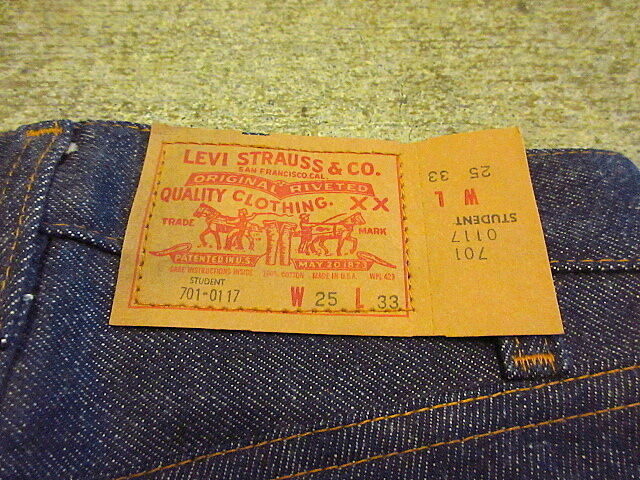 LEVI STRAUSS & CO.
SAN FRANCISCO, CAL.
ORIGINAL RIVETED
QUALITY CLOTHING. XX
TRADE MARK
PATENTED IN U.S. MAY 20 1873
CARE INSTRUCTIONS INSIDE 100% COTTON MADE IN U.S.A. WPL 423
STUDENT
701-0117 W 25 L 33
701
0117
STUDENT
W L
25 33